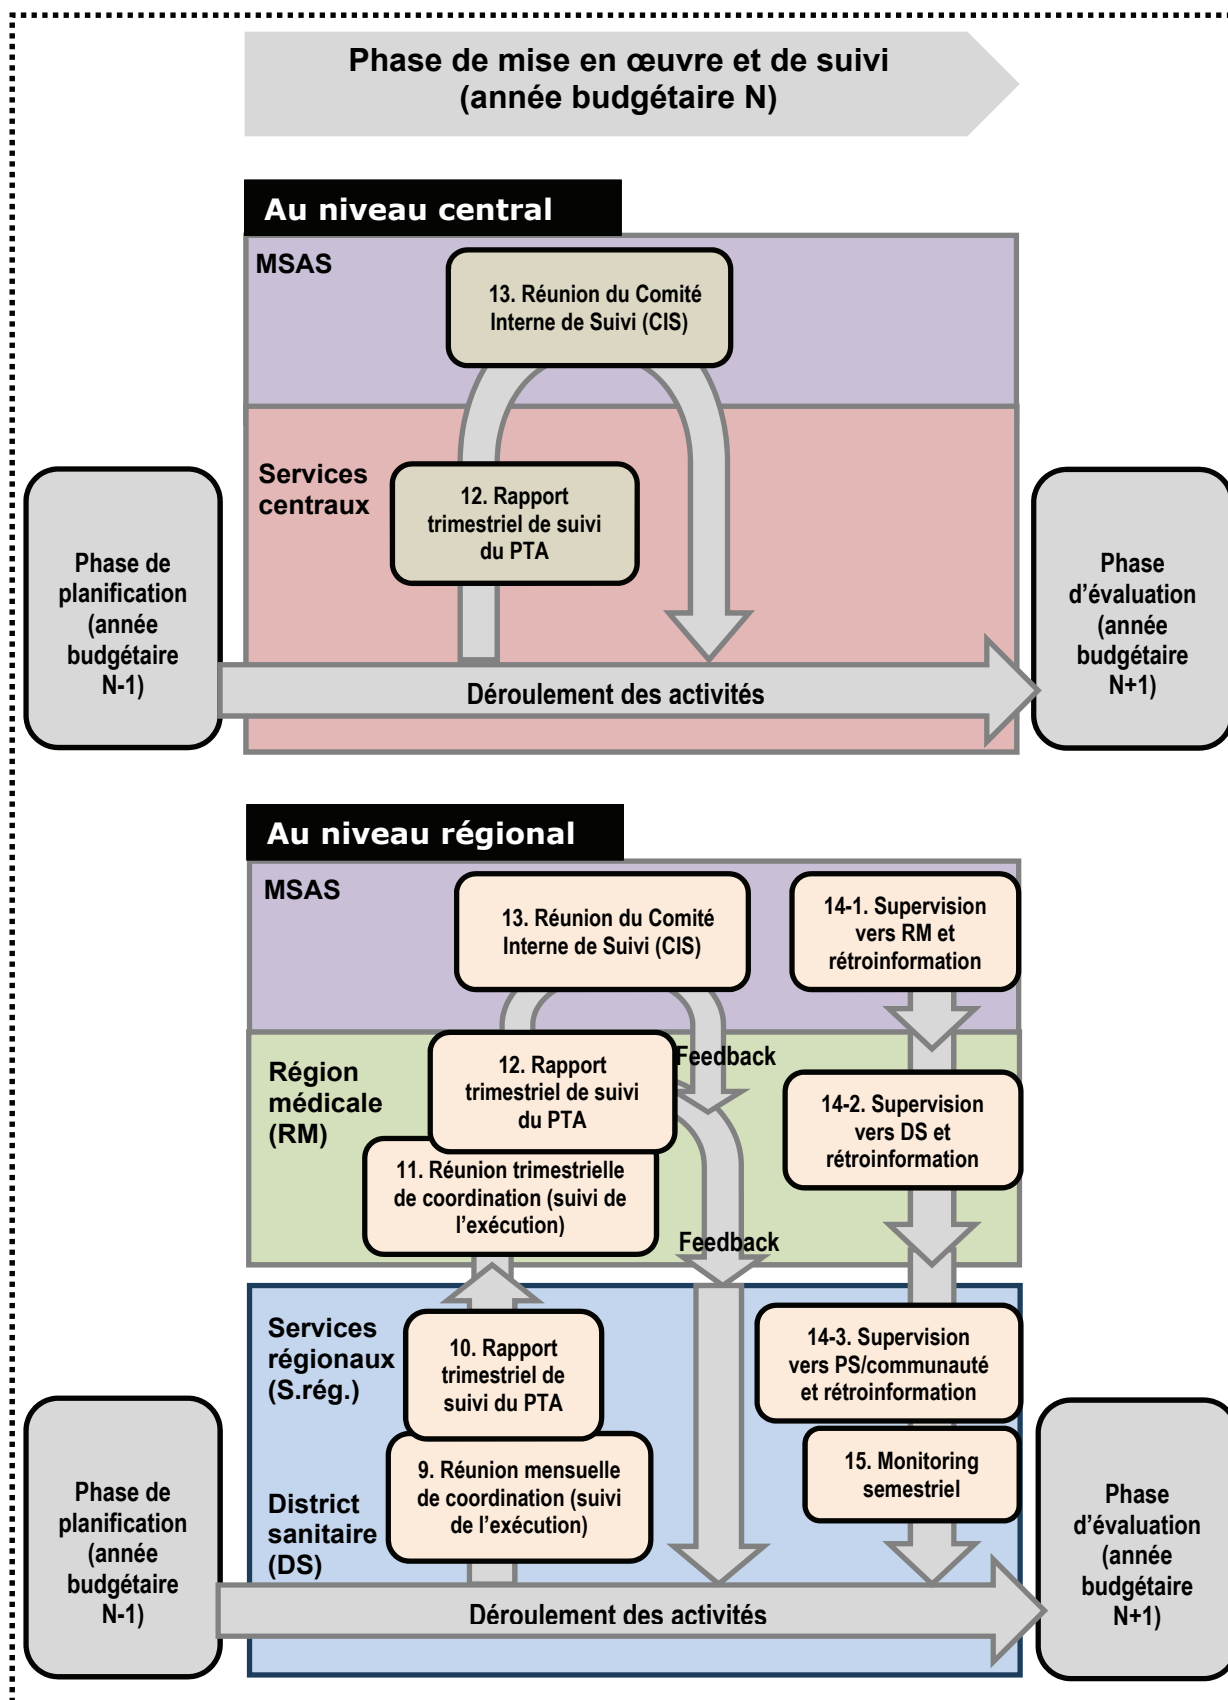 Phase de mise en œuvre et de suivi
(année budgétaire N)
Au niveau central
MSAS
13. Réunion du Comité
Interne de Suivi (CIS)
Services
centraux
12. Rapport
trimestriel de suivi
du PTA
Phase de
planification
(année
budgétaire
N-1)
Phase
d’évaluation
(année
budgétaire
N+1)
Déroulement des activités
Au niveau régional
MSAS
13. Réunion du Comité
Interne de Suivi (CIS)
14-1. Supervision
vers RM et
rétroinformation
Région
médicale
(RM)
12. Rapport
trimestriel de suivi
du PTA
Feedback
14-2. Supervision
vers DS et
rétroinformation
11. Réunion trimestrielle
de coordination (suivi de
l’exécution)
Feedback
Services
régionaux
(S.rég.)
10. Rapport
trimestriel de
suivi du PTA
14-3. Supervision
vers PS/communauté
et rétroinformation
9. Réunion mensuelle
de coordination (suivi
de l’exécution)
15. Monitoring
semestriel
District
sanitaire
(DS)
Phase de
planification
(année
budgétaire
N-1)
Phase
d’évaluation
(année
budgétaire
N+1)
Déroulement des activités